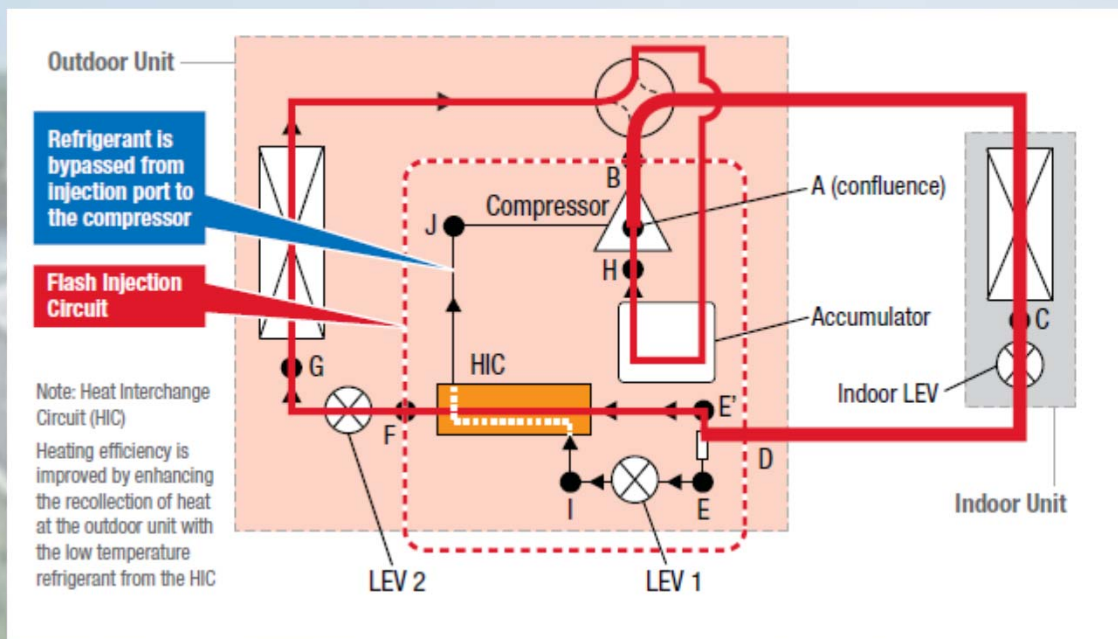 Outdoor Unit
Refrigerant is
bypassed from
injection port to
the compressor
Flash Injection
Circuit
Note: Heat Interchange
Circuit (HIC)
Heating efficiency is
improved by enhancing
the recollection of heat
at the outdoor unit with
the low temperature
refrigerant from the HIC
B
A (confluence)
Compressor
J
H
Accumulator
HIC
G
F
E'
D
I
E
LEV 2
LEV 1
C
Indoor LEV
Indoor Unit